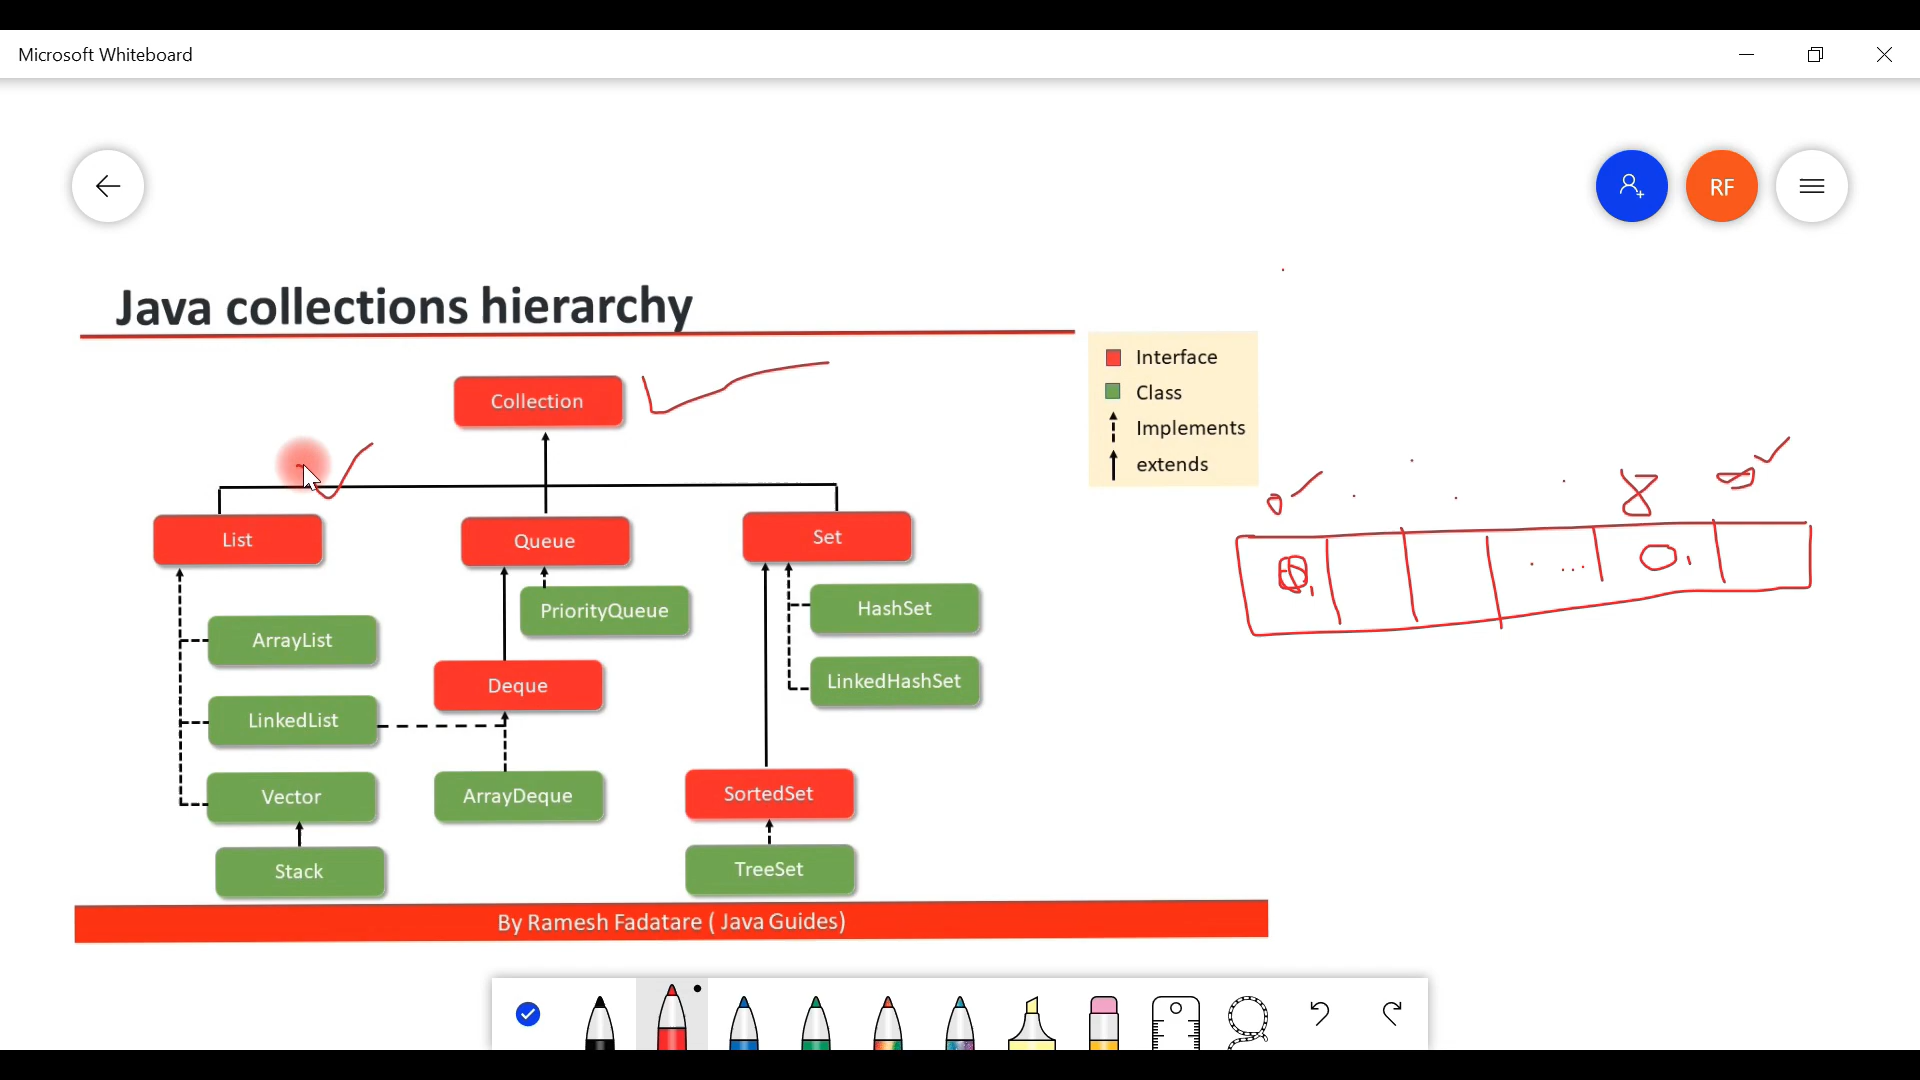 Microsoft Whiteboard
RF
Java collections hierarchy
Interface
Class
Implements
extends
Collection
List
Queue
Set
PriorityQueue
HashSet
ArrayList
Deque
LinkedHashSet
LinkedList
Vector
ArrayDeque
SortedSet
Stack
TreeSet
By Ramesh Fadatare ( Java Guides)